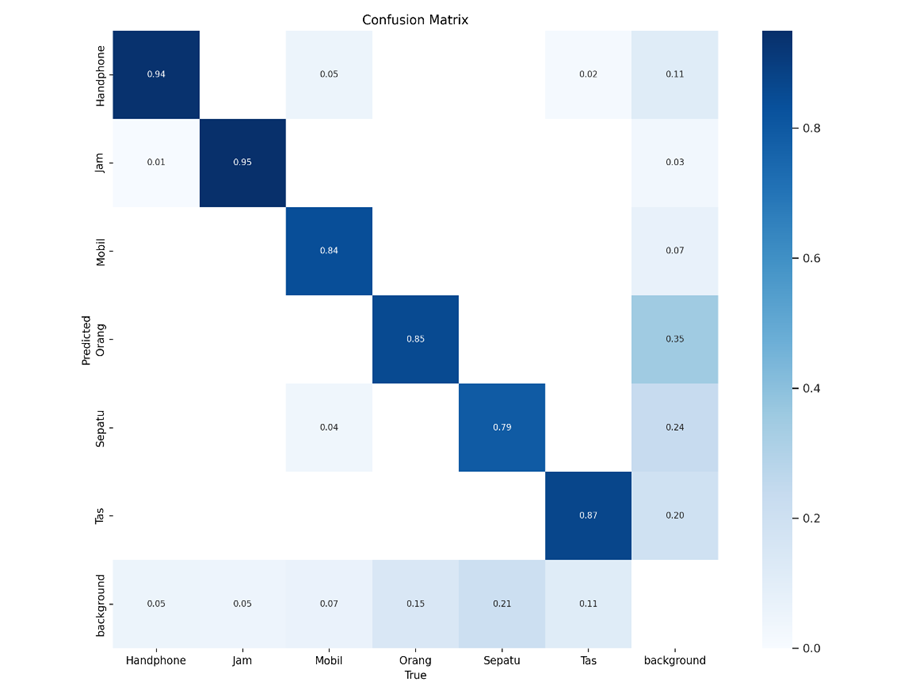 Confusion Matrix
Handphone 0.94 0.05 0.02 0.11
Jam 0.01 0.95 0.03
0.8
Mobil 0.84 0.07
0.6
Predicted
Orang 0.85 0.35
0.4
Sepatu 0.04 0.79 0.24
Tas 0.87 0.20
0.2
background 0.05 0.05 0.07 0.15 0.21 0.11
0.0
Handphone Jam Mobil Orang Sepatu Tas background
True